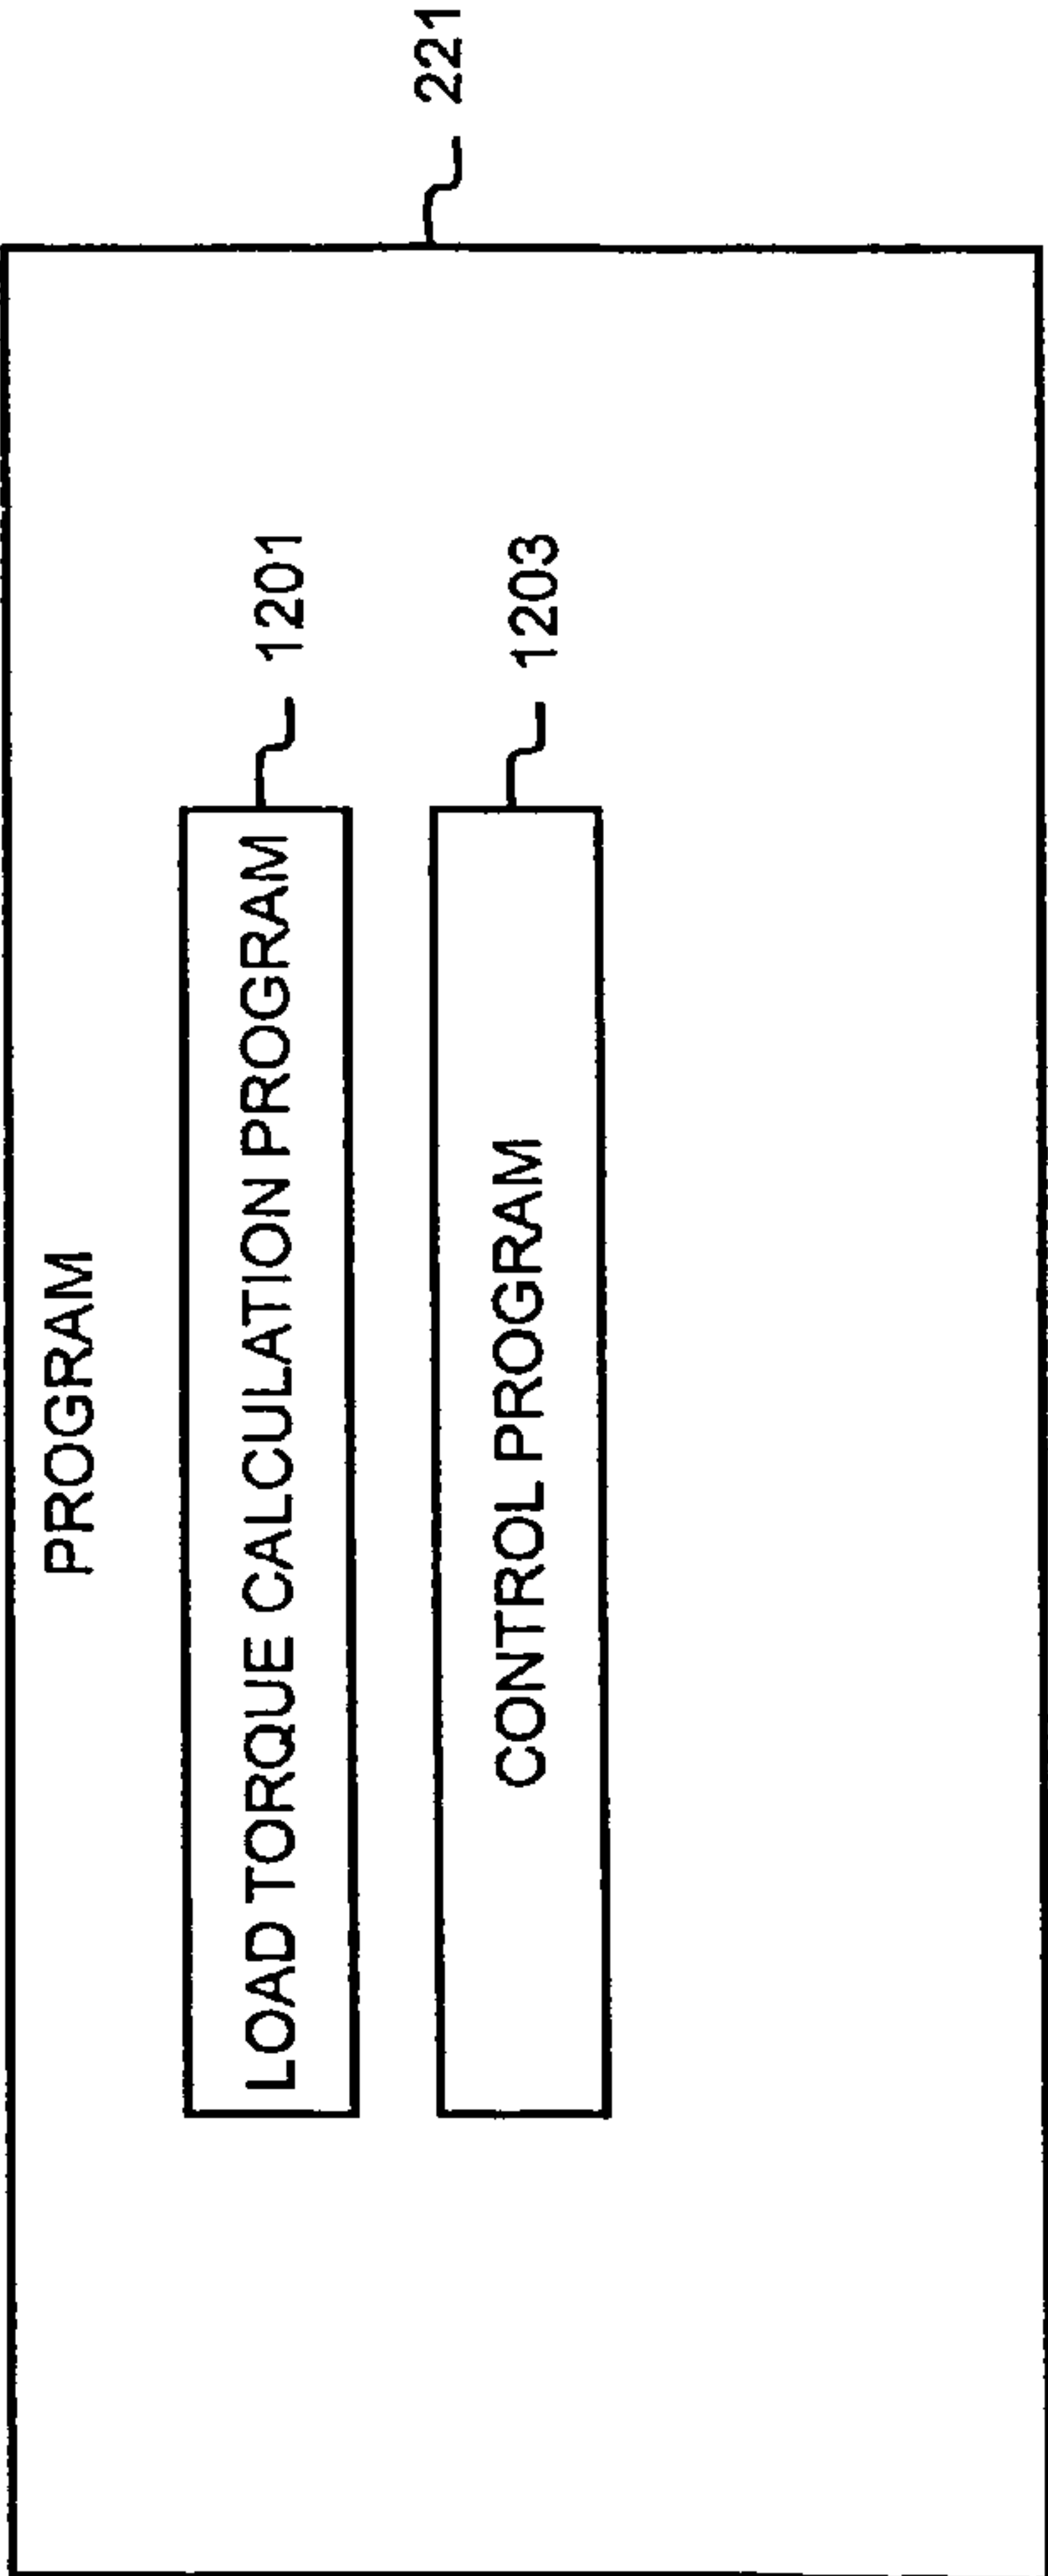 PROGRAM
221
LOAD TORQUE CALCULATION PROGRAM
1201
CONTROL PROGRAM
1203